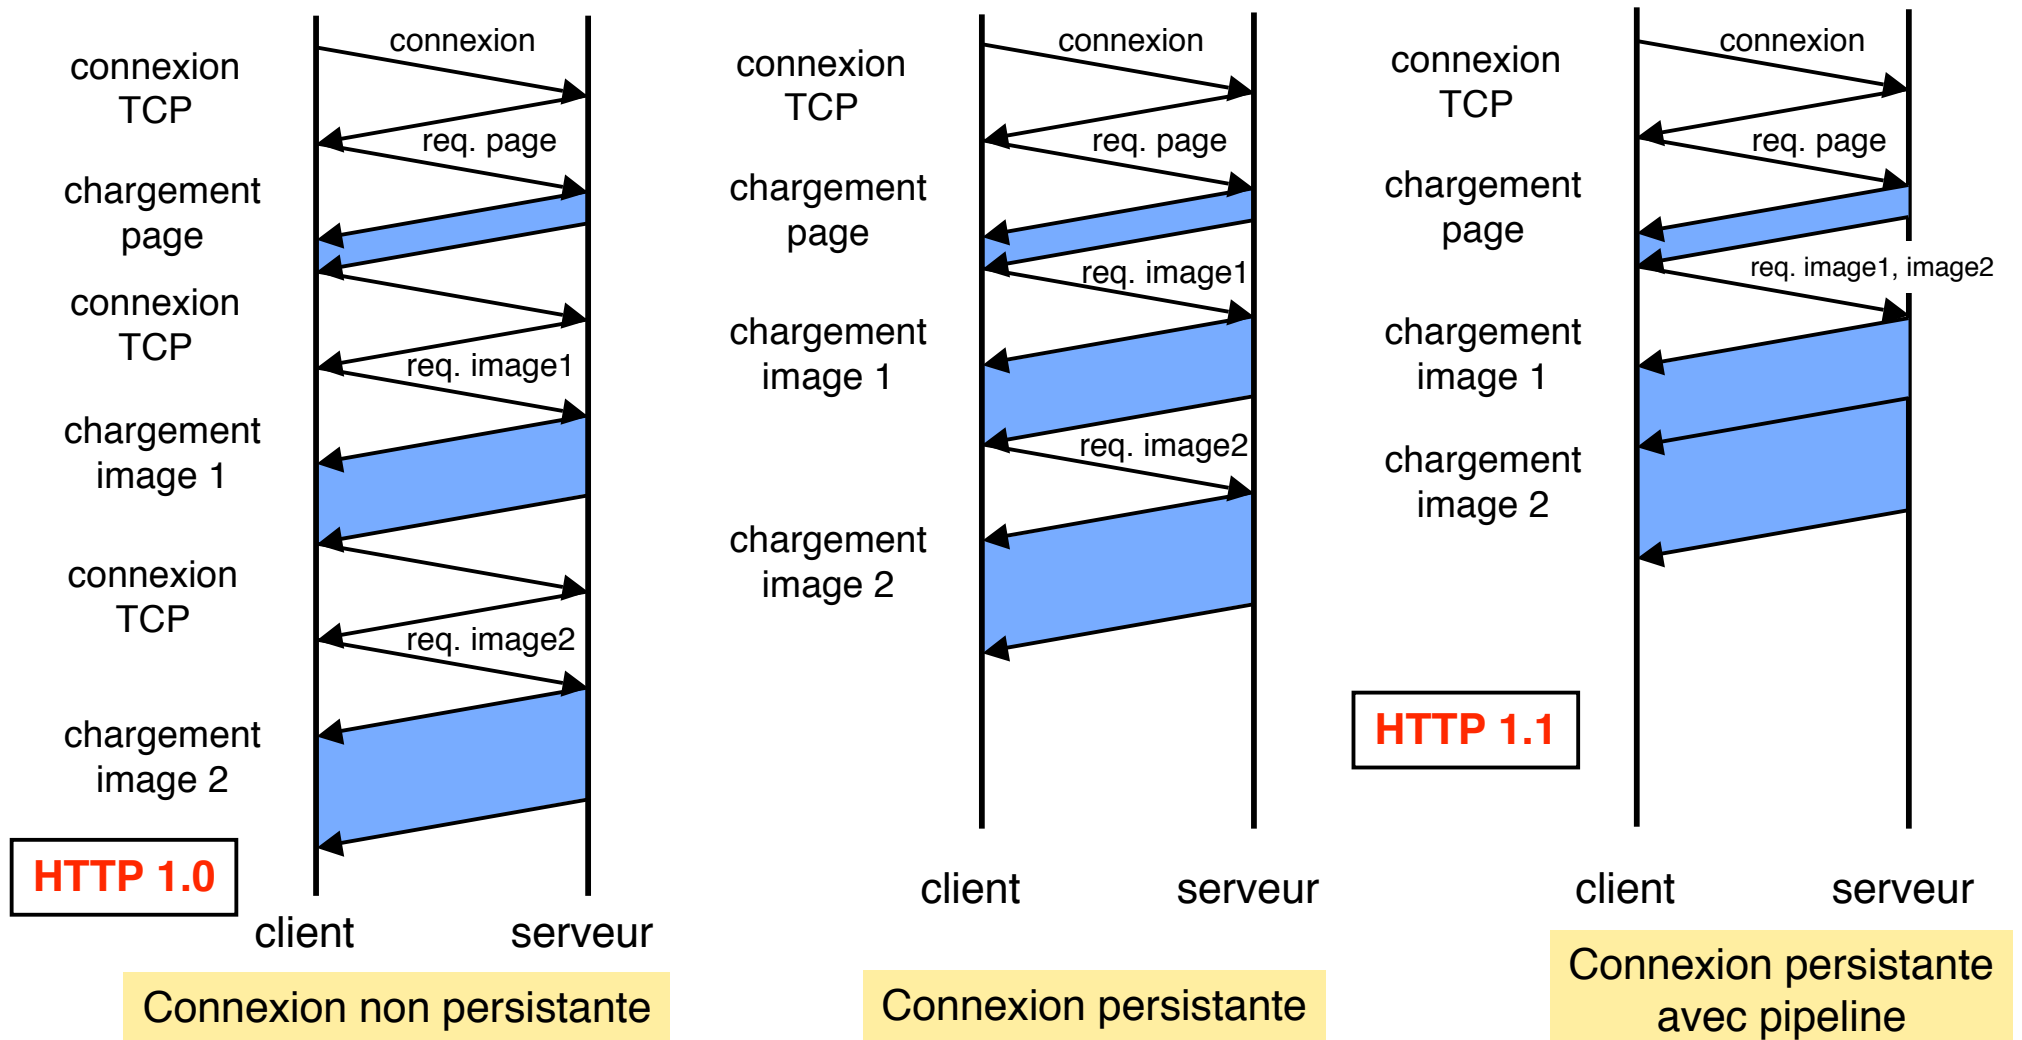 connexion
connexion
TCP
req. page
chargement
page
connexion
TCP
req. image1
chargement
image 1
connexion
TCP
req. image2
chargement
image 2
HTTP 1.0
client
serveur
Connexion non persistante
connexion
connexion
TCP
req. page
chargement
page
req. image1
chargement
image 1
req. image2
chargement
image 2
client
serveur
Connexion persistante
connexion
connexion
TCP
req. page
chargement
page
req. image1, image2
chargement
image 1
chargement
image 2
HTTP 1.1
client
serveur
Connexion persistante
avec pipeline